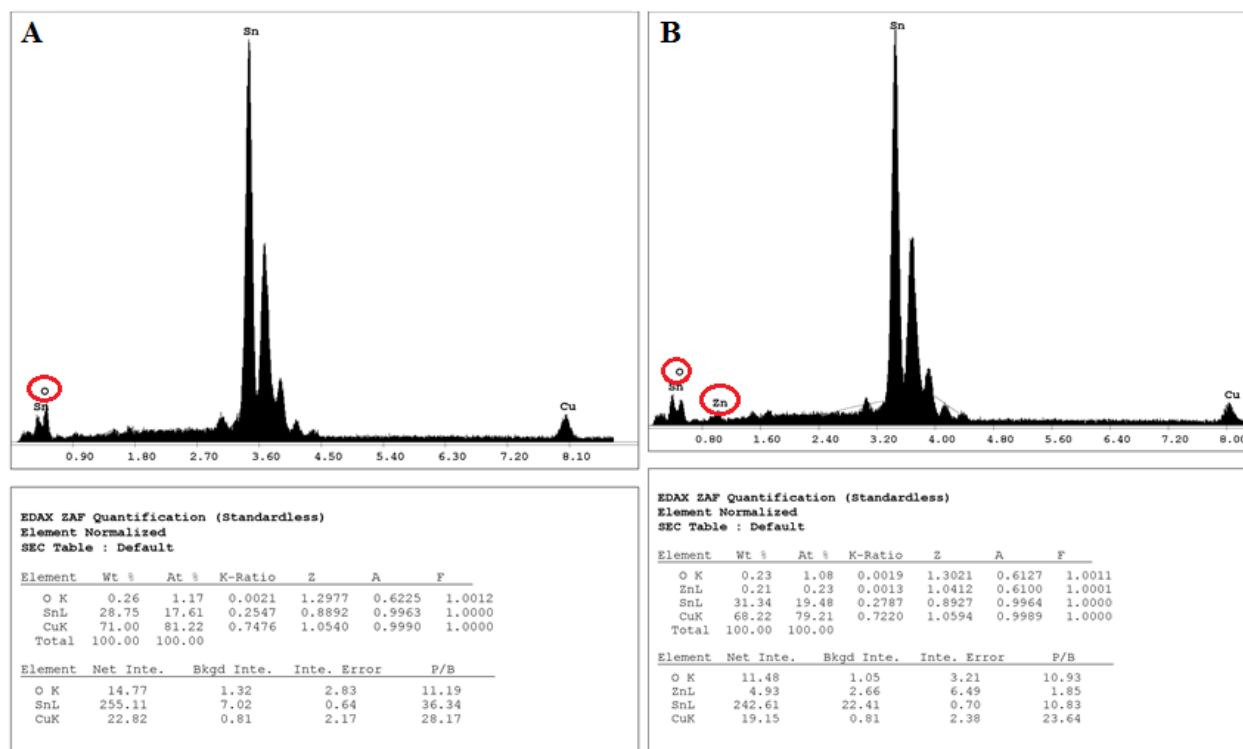 A
Sn
O
Sn
Cu
0.90 1.80 2.70 3.60 4.50 5.40 6.30 7.20 8.10
EDAX ZAF Quantification (Standardless)
Element Normalized
SEC Table : Default
Element Wt % At % K-Ratio Z A F
O K 0.26 1.17 0.0021 1.2977 0.6225 1.0012
SnL 28.75 17.61 0.2547 0.8892 0.9963 1.0000
CuK 71.00 81.22 0.7476 1.0540 0.9990 1.0000
Total 100.00 100.00
Element Net Inte. Bkgd Inte. Inte. Error P/B
O K 14.77 1.32 2.83 11.19
SnL 255.11 7.02 0.64 36.34
CuK 22.82 0.81 2.17 28.17
B
Sn
O
Sn
Zn
Cu
0.80 1.60 2.40 3.20 4.00 4.80 5.60 6.40 7.20 8.00
EDAX ZAF Quantification (Standardless)
Element Normalized
SEC Table : Default
Element Wt % At % K-Ratio Z A F
O K 0.23 1.08 0.0019 1.3021 0.6127 1.0011
ZnL 0.21 0.23 0.0013 1.0412 0.6100 1.0001
SnL 31.34 19.48 0.2787 0.8927 0.9964 1.0000
CuK 68.22 79.21 0.7220 1.0594 0.9989 1.0000
Total 100.00 100.00
Element Net Inte. Bkgd Inte. Inte. Error P/B
O K 11.48 1.05 3.21 10.93
ZnL 4.93 2.66 6.49 1.85
SnL 242.61 22.41 0.70 10.83
CuK 19.15 0.81 2.38 23.64